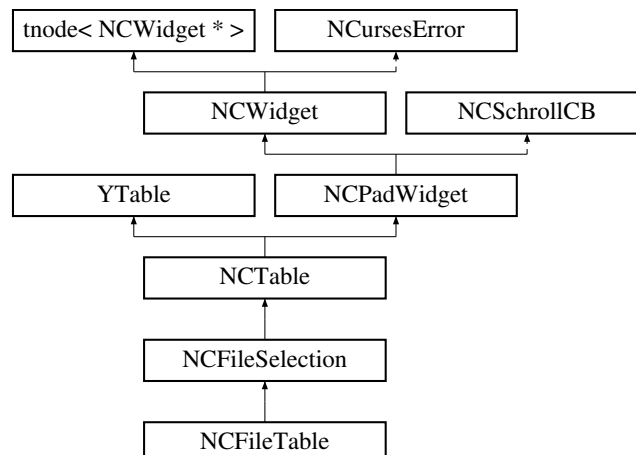 tnode< NCWidget * >
NCursesError
NCWidget
NCSchrollCB
YTable
NCPadWidget
NCTable
NCFileSelection
NCFileTable